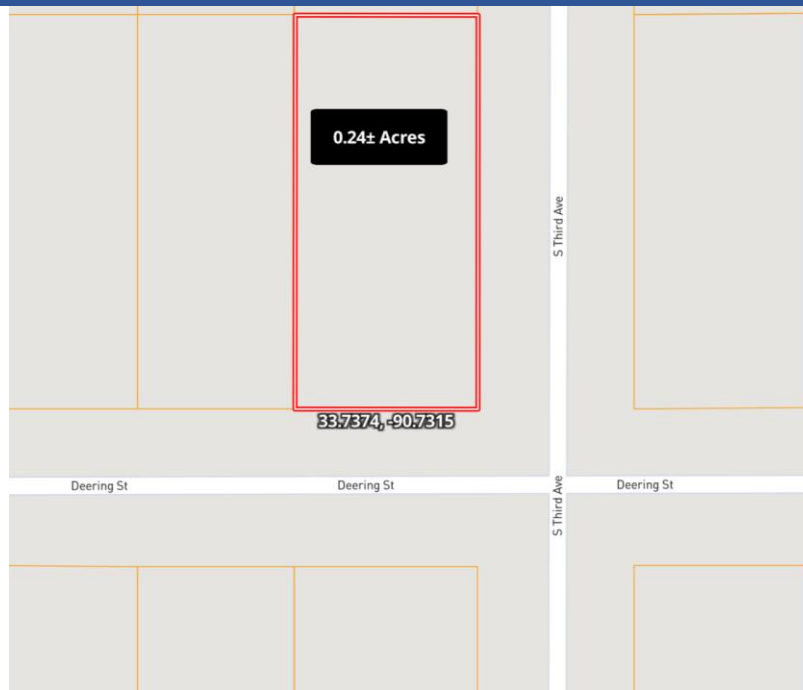 0.24± Acres
S Third Ave
33.7374, -90.7315
Deering St
Deering St
S Third Ave
Deering St